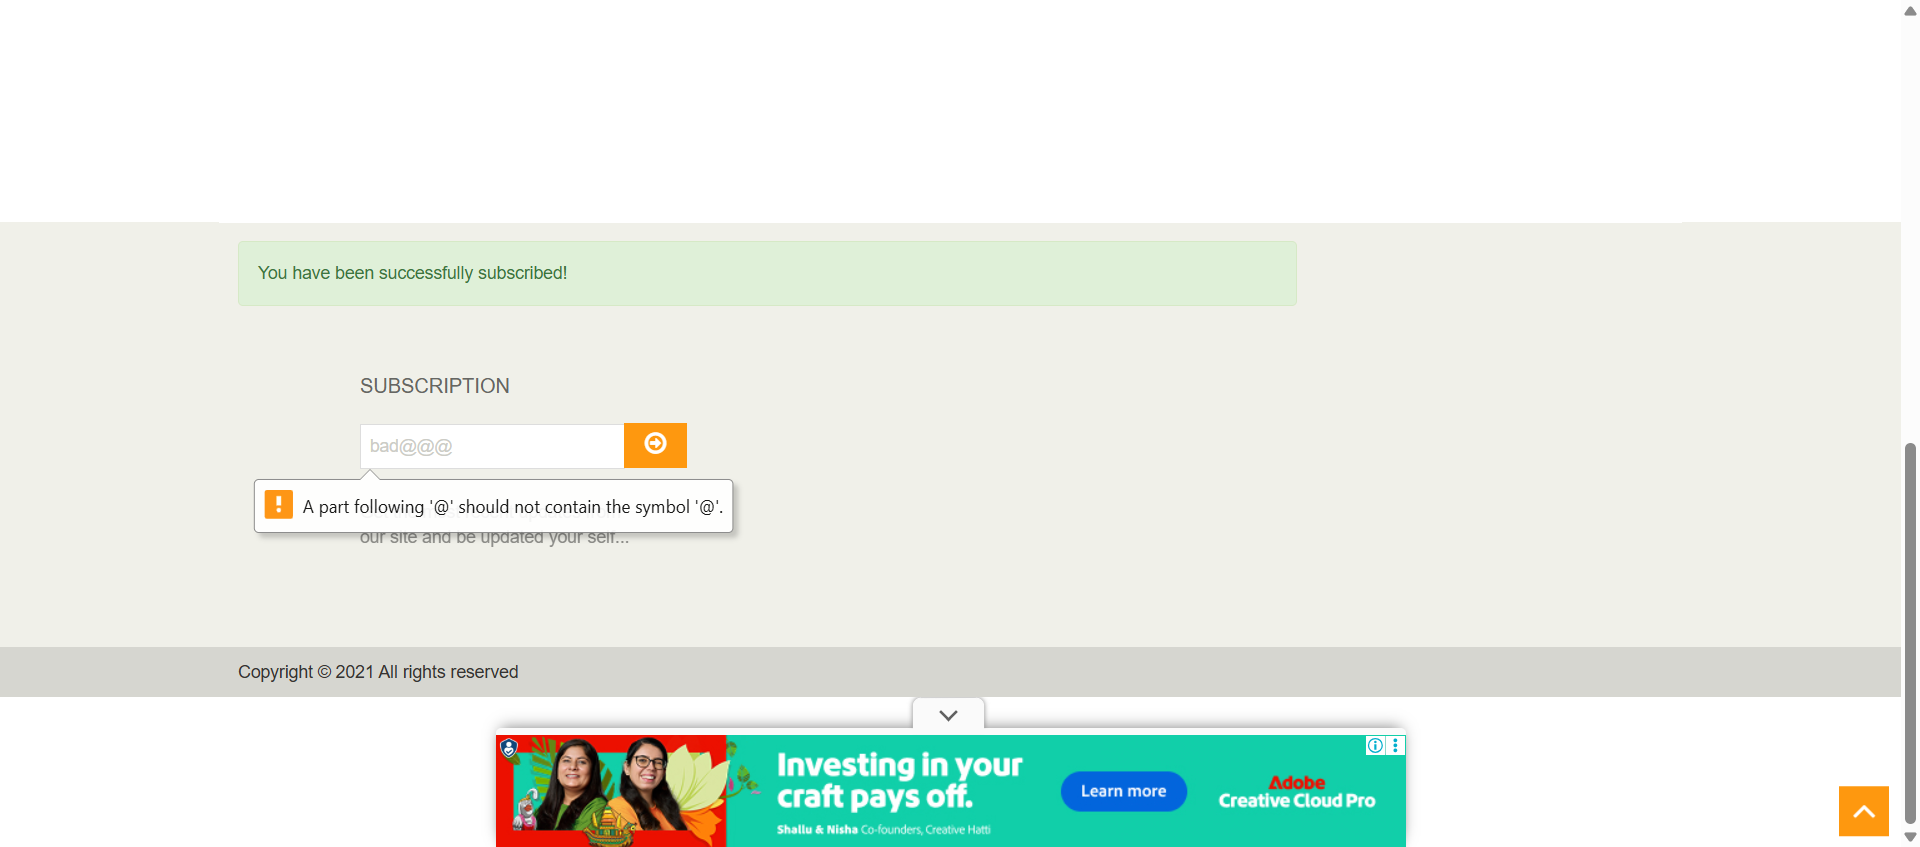 You have been successfully subscribed!
SUBSCRIPTION
bad@@@
A part following '@' should not contain the symbol '@'.
our site and be updated your self...
Copyright © 2021 All rights reserved
Investing in your
craft pays off.
Shallu & Nisha Co-founders, Creative Hatti
Learn more
Adobe
Creative Cloud Pro